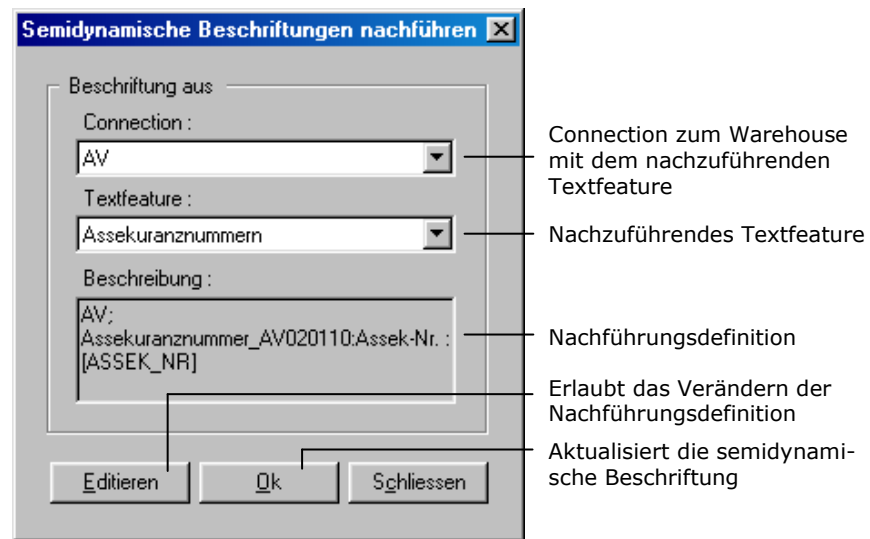 Semidynamische Beschriftungen nachführen
Beschriftung aus
Connection :
AV
Textfeature :
Assekuranznummern
Beschreibung :
AV;
Assekuranznummer_AV020110:Assek-Nr. :
[ASSEK_NR]
Editieren
Ok
Schliessen
Connection zum Warehouse
mit dem nachzuführenden
Textfeature
Nachzuführendes Textfeature
Nachführungsdefinition
Erlaubt das Verändern der
Nachführungsdefinition
Aktualisiert die semidynami-
sche Beschriftung